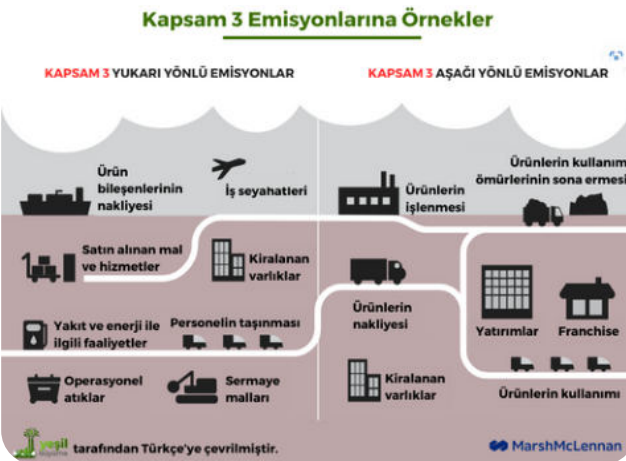 Kapsam 3 Emisyonlarına Örnekler
KAPSAM 3 YUKARI YÖNLÜ EMİSYONLAR
KAPSAM 3 AŞAĞI YÖNLÜ EMİSYONLAR
Ürün
bileşenlerinin
nakliyesi
İş seyahatleri
Ürünlerin
işlenmesi
Ürünlerin kullanım
ömürlerinin sona ermesi
Satın alınan mal
ve hizmetler
Kiralanan
varlıklar
Ürünlerin
nakliyesi
Yatırımlar
Franchise
Yakıt ve enerji ile
ilgili faaliyetler
Personelin taşınması
Operasyonel
atıklar
Sermaye
malları
Kiralanan
varlıklar
Ürünlerin kullanımı
yeşil
tarafından Türkçe'ye çevrilmiştir.
MarshMcLennan